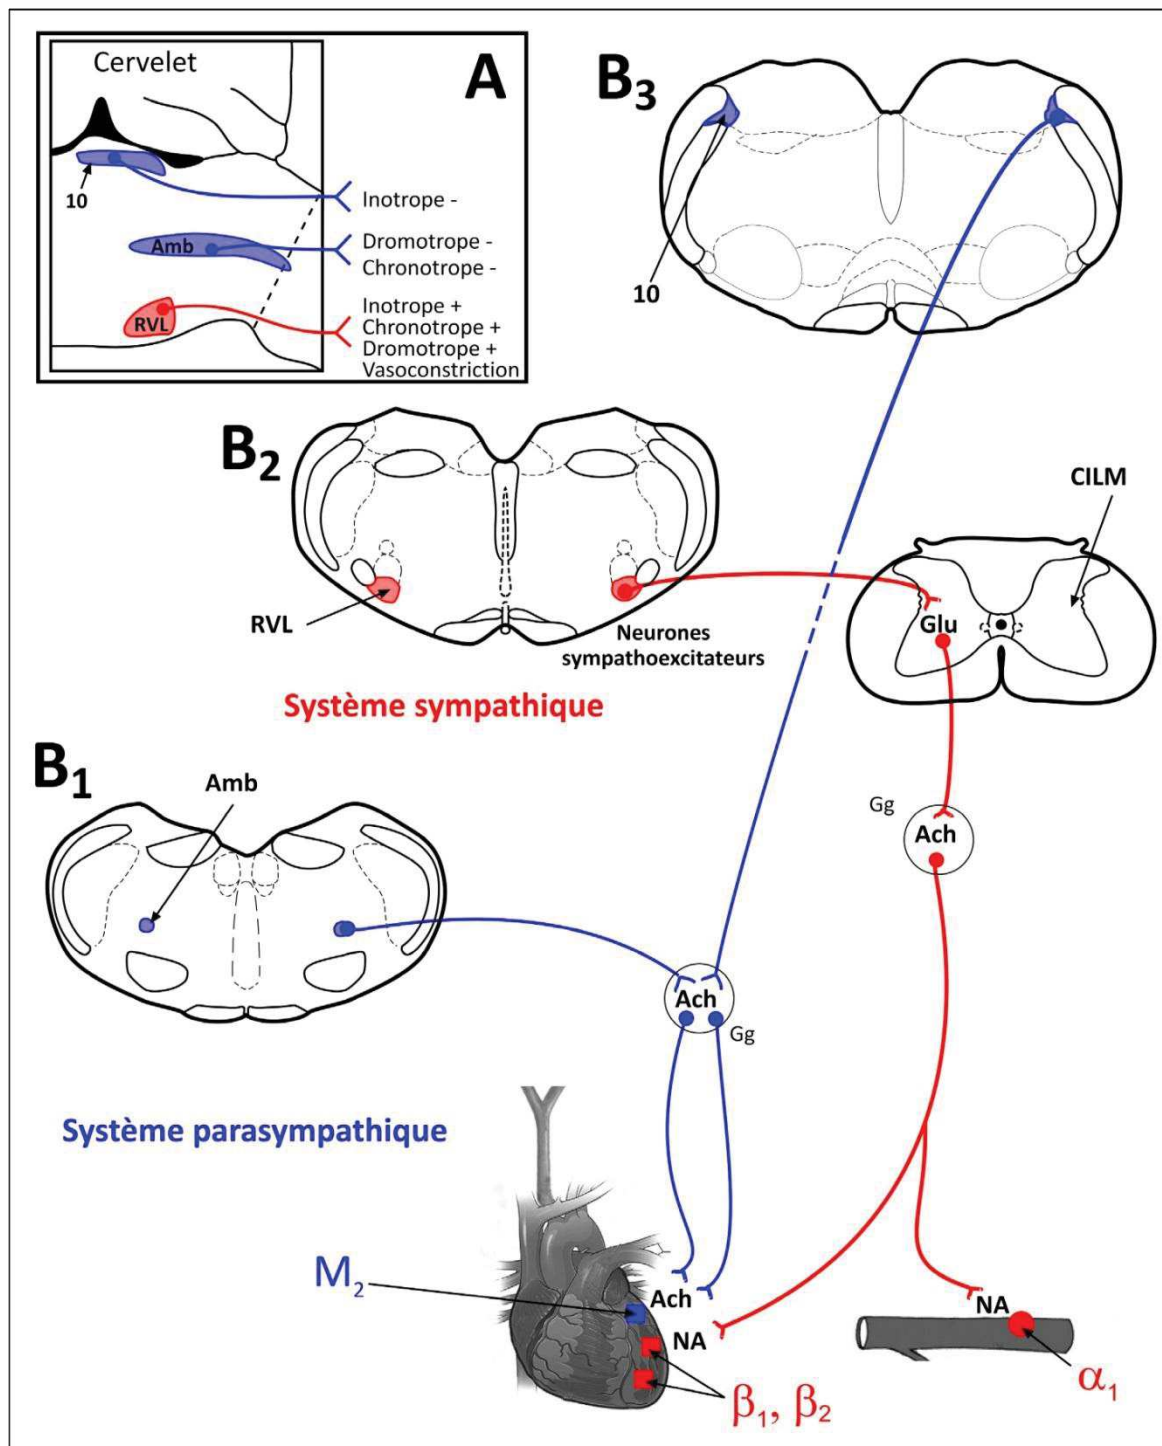 A
Cervelet
10
Inotrope -
Amb
Dromotrope -
Chronotrope -
RVL
Inotrope +
Chronotrope +
Dromotrope +
Vasoconstriction
B3
10
B2
RVL
Neurones
sympathoexcitateurs
CILM
Glu
Système sympathique
B1
Amb
Gg
Ach
Ach
Gg
Système parasympathique
M2
Ach
NA
β1, β2
NA
α1